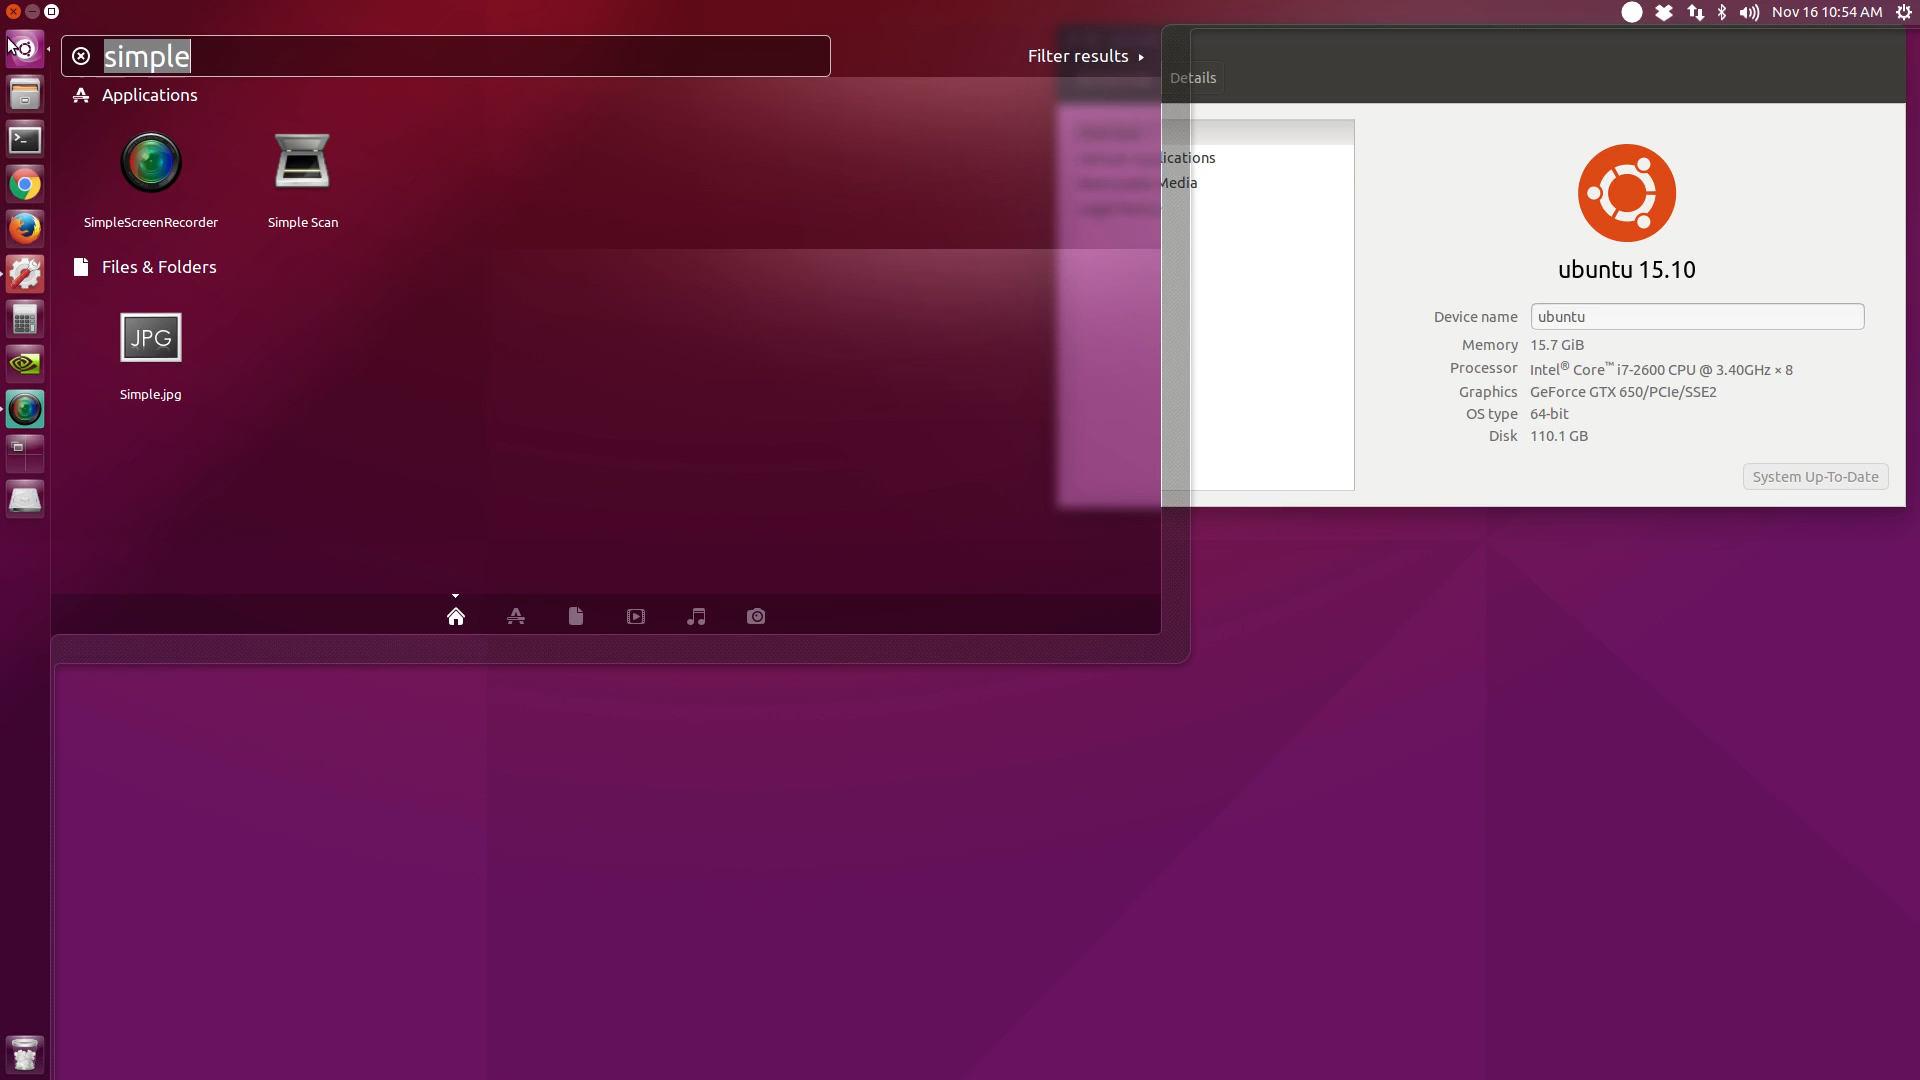 Nov 16 10:54 AM
simple
Filter results
Details
Applications
SimpleScreenRecorder
Simple Scan
Files & Folders
JPG
Simple.jpg
lications
Media
ubuntu 15.10
Device name ubuntu
Memory 15.7 GiB
Processor Intel® Core™ i7-2600 CPU @ 3.40GHz × 8
Graphics GeForce GTX 650/PCIe/SSE2
OS type 64-bit
Disk 110.1 GB
System Up-To-Date